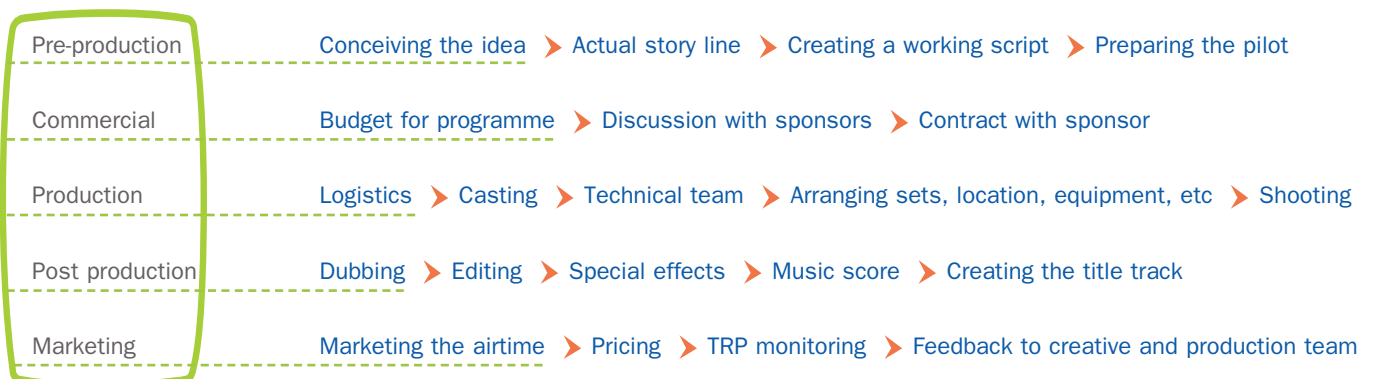 Pre-production Conceiving the idea Actual story line Creating a working script Preparing the pilot
Commercial Budget for programme Discussion with sponsors Contract with sponsor
Production Logistics Casting Technical team Arranging sets, location, equipment, etc Shooting
Post production Dubbing Editing Special effects Music score Creating the title track
Marketing Marketing the airtime Pricing TRP monitoring Feedback to creative and production team